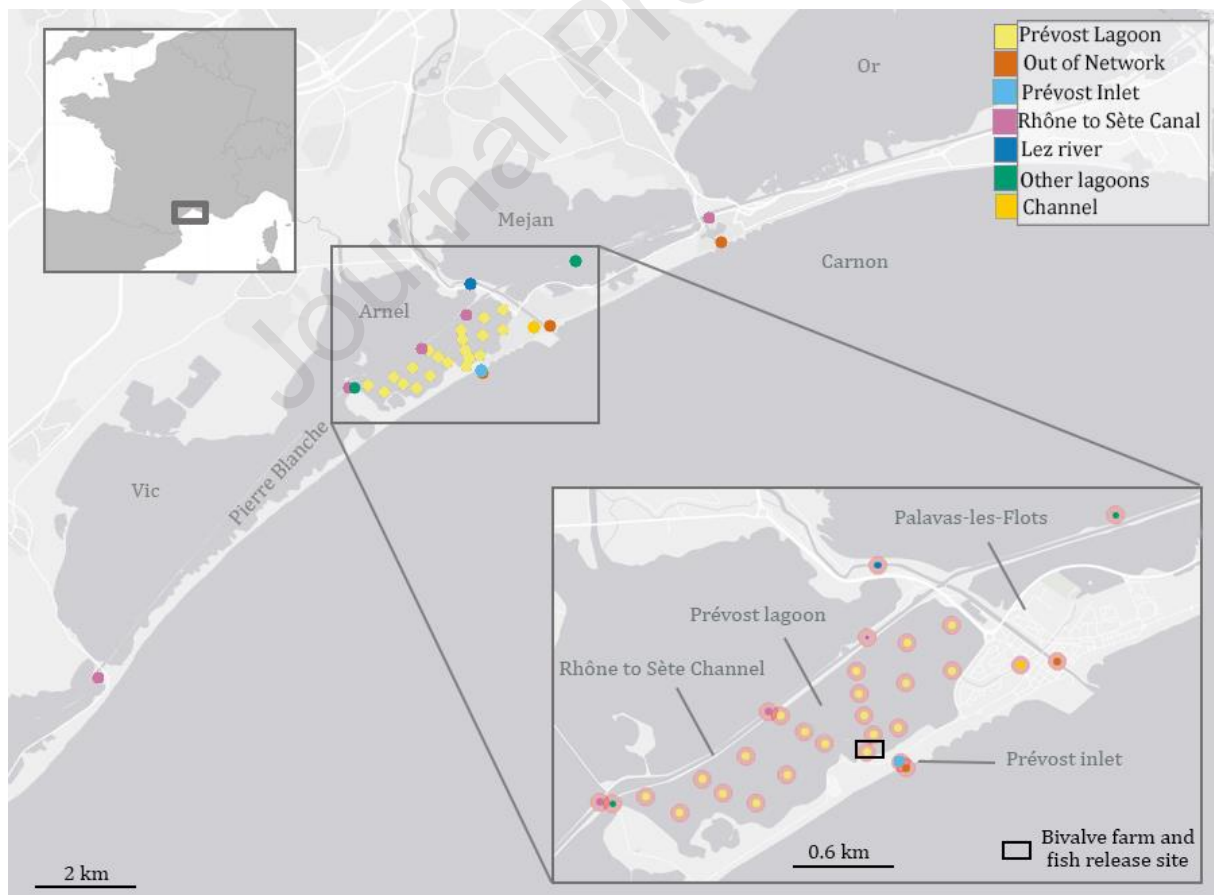 Journal Pre
Prévost Lagoon
Out of Network
Prévost Inlet
Rhône to Sète Canal
Lez river
Other lagoons
Channel
Or
Mejan
Carnon
Arnel
Pierre Blanche
Vic
Palavas-les-Flots
Prévost lagoon
Rhône to Sète Channel
Prévost inlet
Bivalve farm and
fish release site
0.6 km
2 km